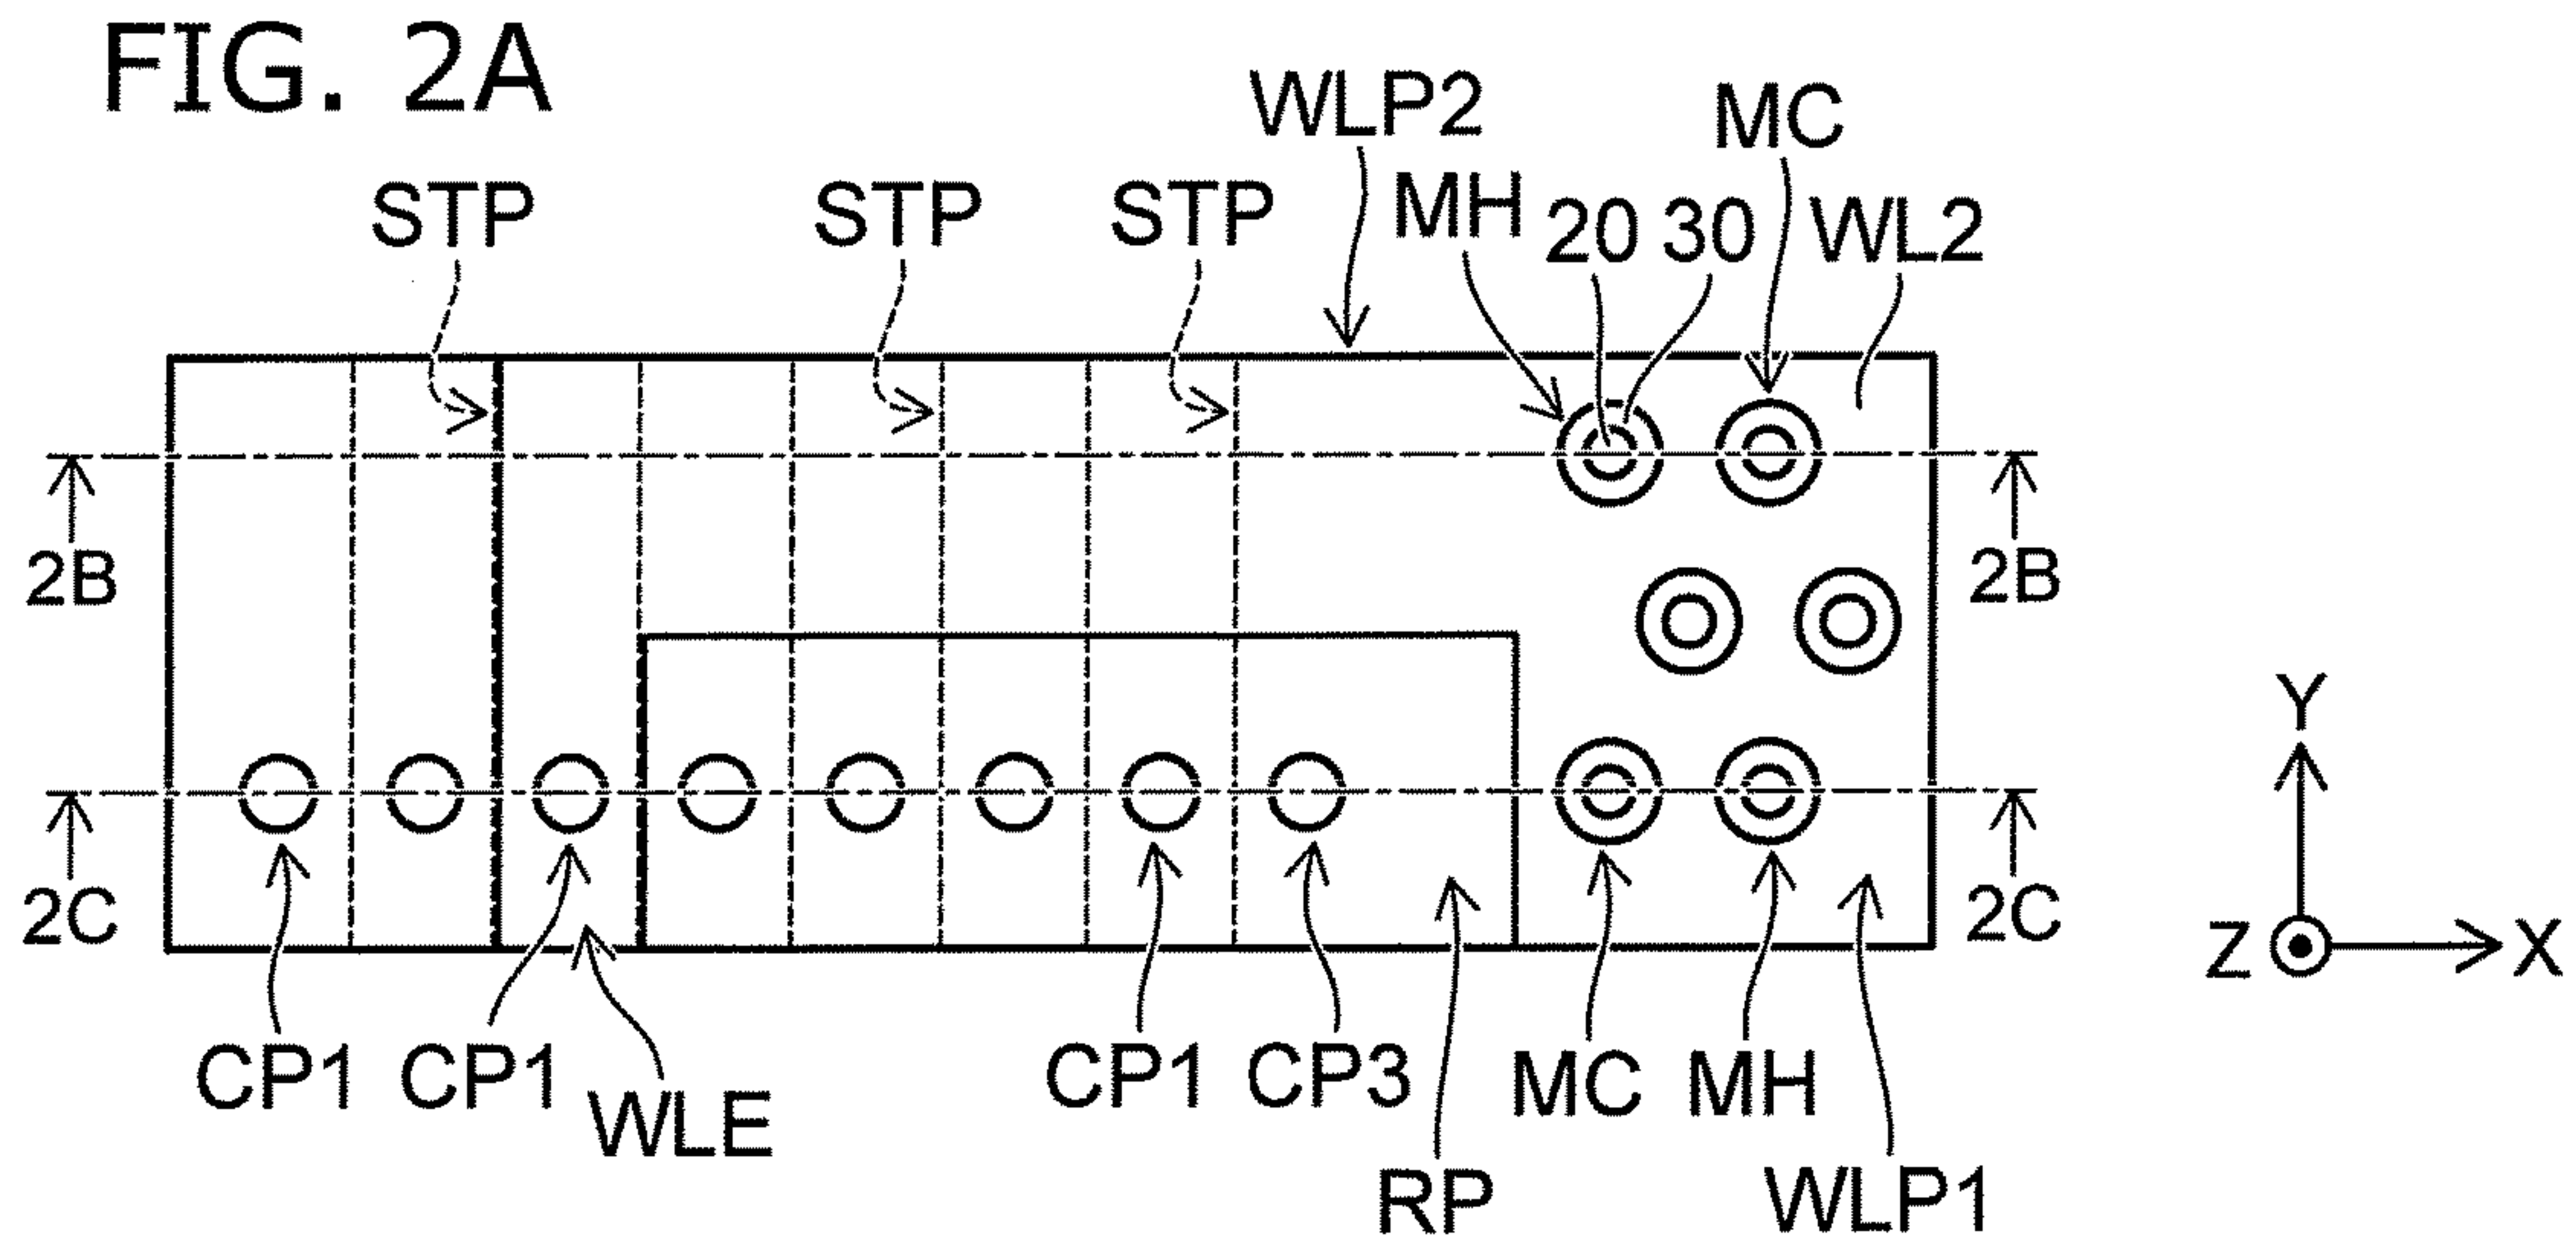 FIG. 2A
WLP2
MC
STP STP STP MH 20 30 WL2
2B 2B
Y
2C 2C
Z X
CP1 CP1 CP1 CP3 MC MH
WLE
RP WLP1